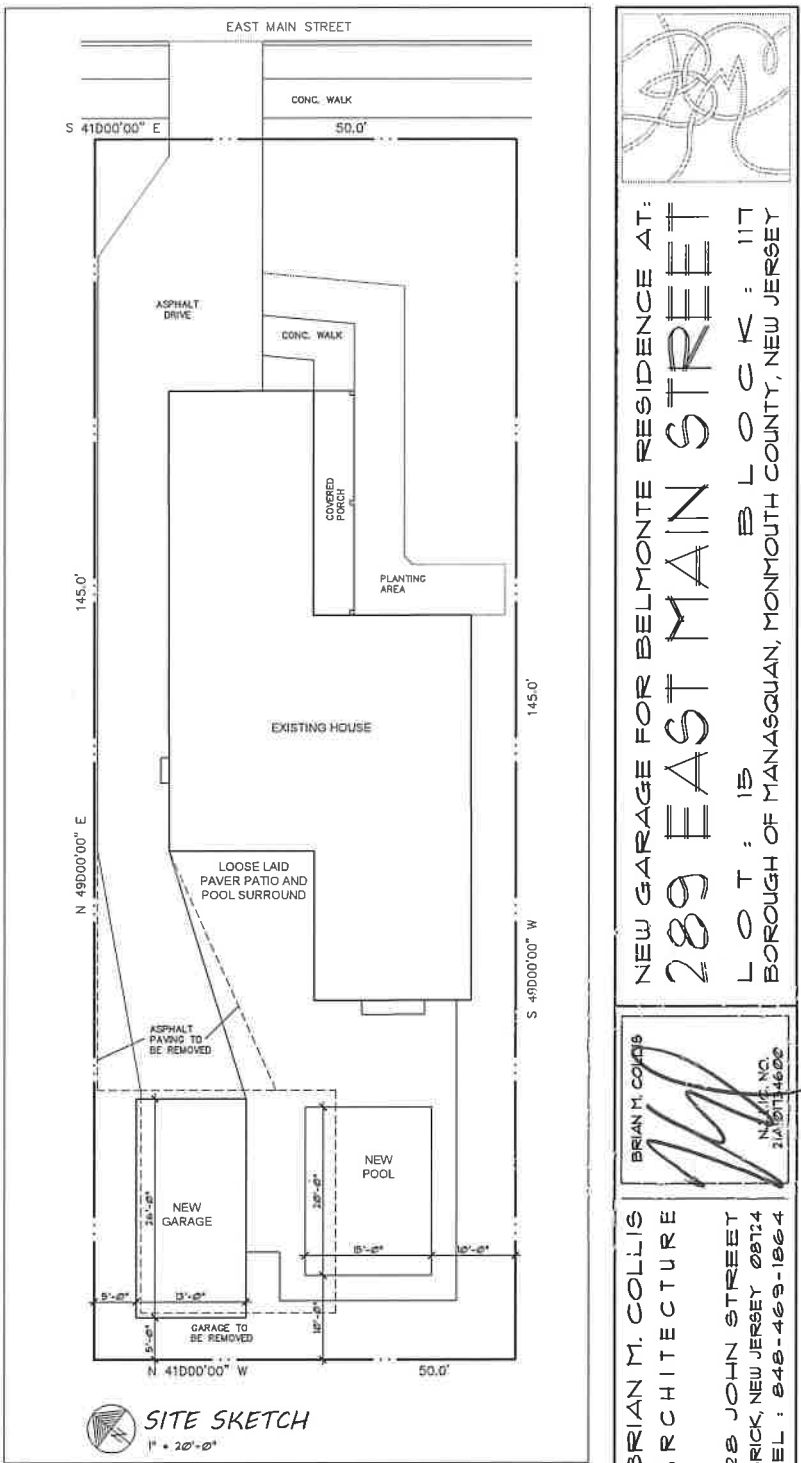 EAST MAIN STREET
CONC. WALK
S 41D00'00" E
50.0'
ASPHALT
DRIVE
CONC. WALK
COVERED
PORCH
145.0'
PLANTING
AREA
145.0'
EXISTING HOUSE
N 49D00'00" E
LOOSE LAID
PAVER PATIO AND
POOL SURROUND
S 49D00'00" W
ASPHALT
PAVING TO
BE REMOVED
NEW
GARAGE
26'-0"
NEW
POOL
20'-0"
15'-0"
10'-0"
5'-0"
13'-0"
5'-0"
10'-0"
GARAGE TO
BE REMOVED
N 41D00'00" W
50.0'
SITE SKETCH
1" = 20'-0"
NEW GARAGE FOR BELMONTE RESIDENCE AT:
289 EAST MAIN STREET
LOT: 15 BLOCK: 117
BOROUGH OF MANASQUAN, MONMOUTH COUNTY, NEW JERSEY
BRIAN M. COLLIS
NO.
BRIAN M. COLLIS
ARCHITECTURE
28 JOHN STREET
BRICK, NEW JERSEY 08724
TEL: 848-469-1864